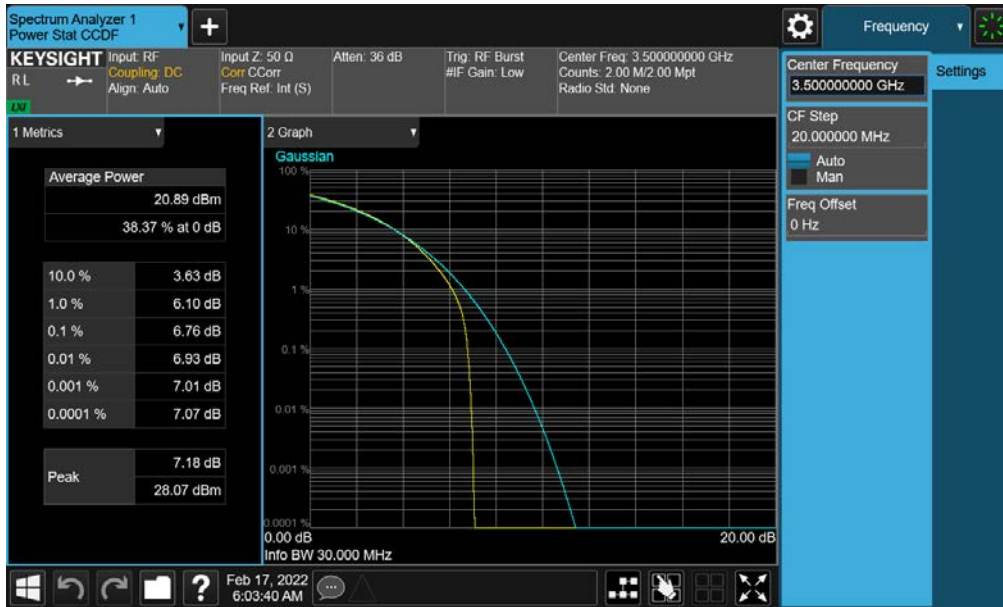 Spectrum Analyzer 1
Power Stat CCDF
+
Frequency
KEYSIGHT
RL
LXI
Input: RF
Coupling: DC
Align: Auto
Input Z: 50 Ω
Corr CCorr
Freq Ref: Int (S)
Atten: 36 dB
Trig: RF Burst
#IF Gain: Low
Center Freq: 3.500000000 GHz
Counts: 2.00 M/2.00 Mpt
Radio Std: None
Center Frequency
3.500000000 GHz
Settings
CF Step
20.000000 MHz
Auto
Man
Freq Offset
0 Hz
1 Metrics
Average Power
20.89 dBm
38.37 % at 0 dB
10.0 % 3.63 dB
1.0 % 6.10 dB
0.1 % 6.76 dB
0.01 % 6.93 dB
0.001 % 7.01 dB
0.0001 % 7.07 dB
Peak
7.18 dB
28.07 dBm
2 Graph
Gaussian
100 %
10 %
1 %
0.1 %
0.01 %
0.001 %
0.0001 %
0.00 dB 20.00 dB
Info BW 30.000 MHz
?
Feb 17, 2022
6:03:40 AM